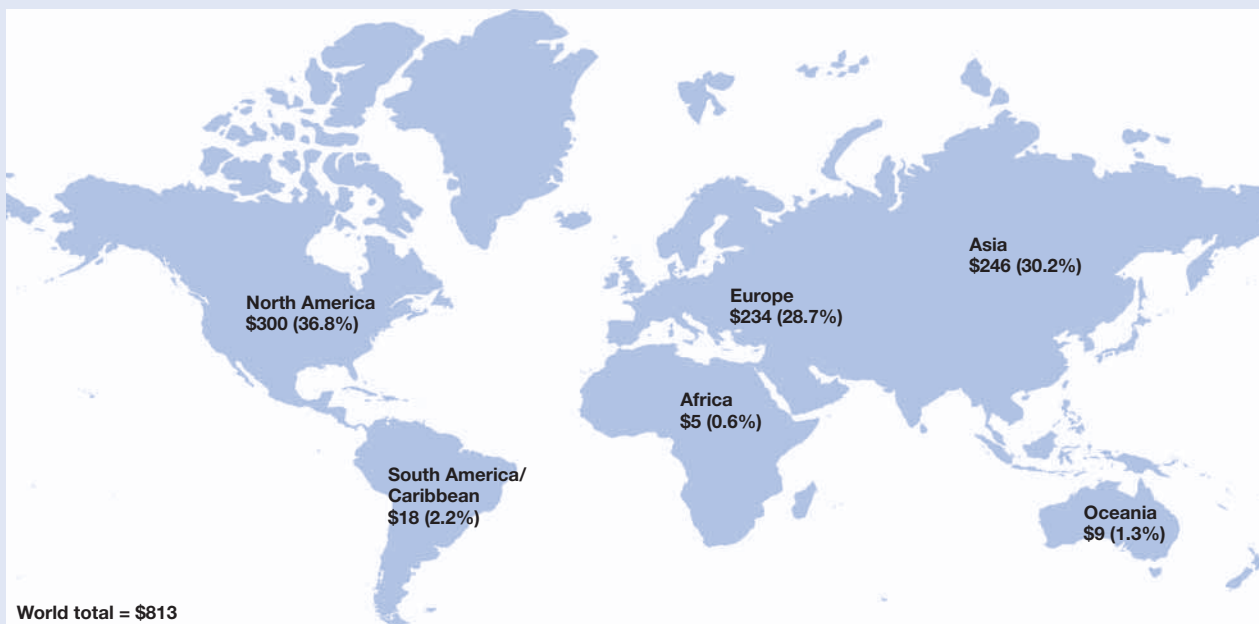 Asia
$246 (30.2%)
North America
$300 (36.8%)
Europe
$234 (28.7%)
Africa
$5 (0.6%)
South America/
Caribbean
$18 (2.2%)
Oceania
$9 (1.3%)
World total = $813